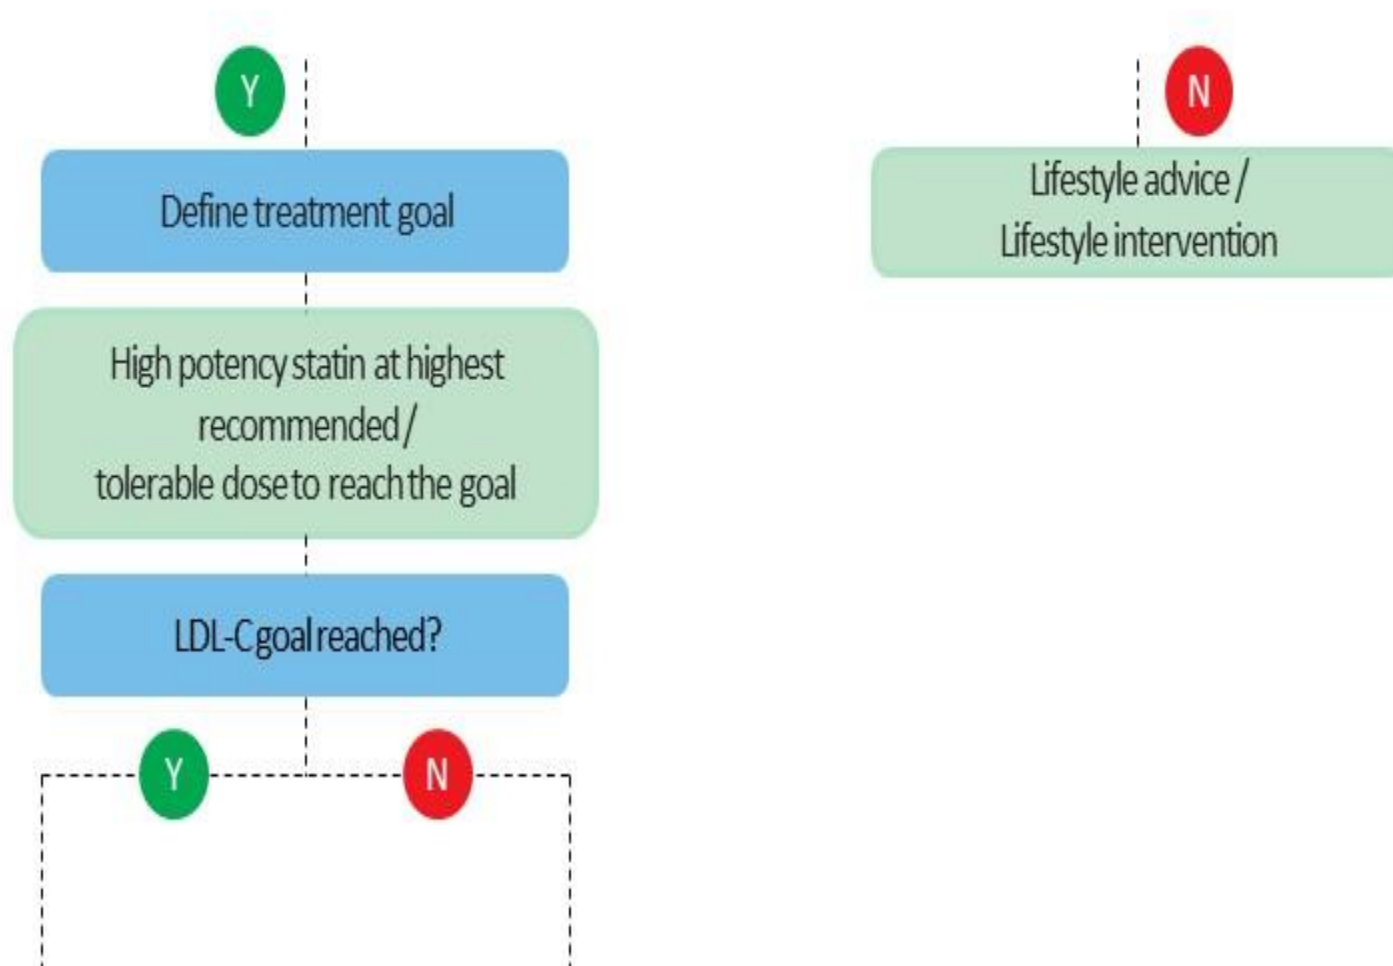 Y
N
Define treatment goal
Lifestyle advice /
Lifestyle intervention
High potency statin at highest
recommended /
tolerable dose to reach the goal
LDL-C goal reached?
Y
N